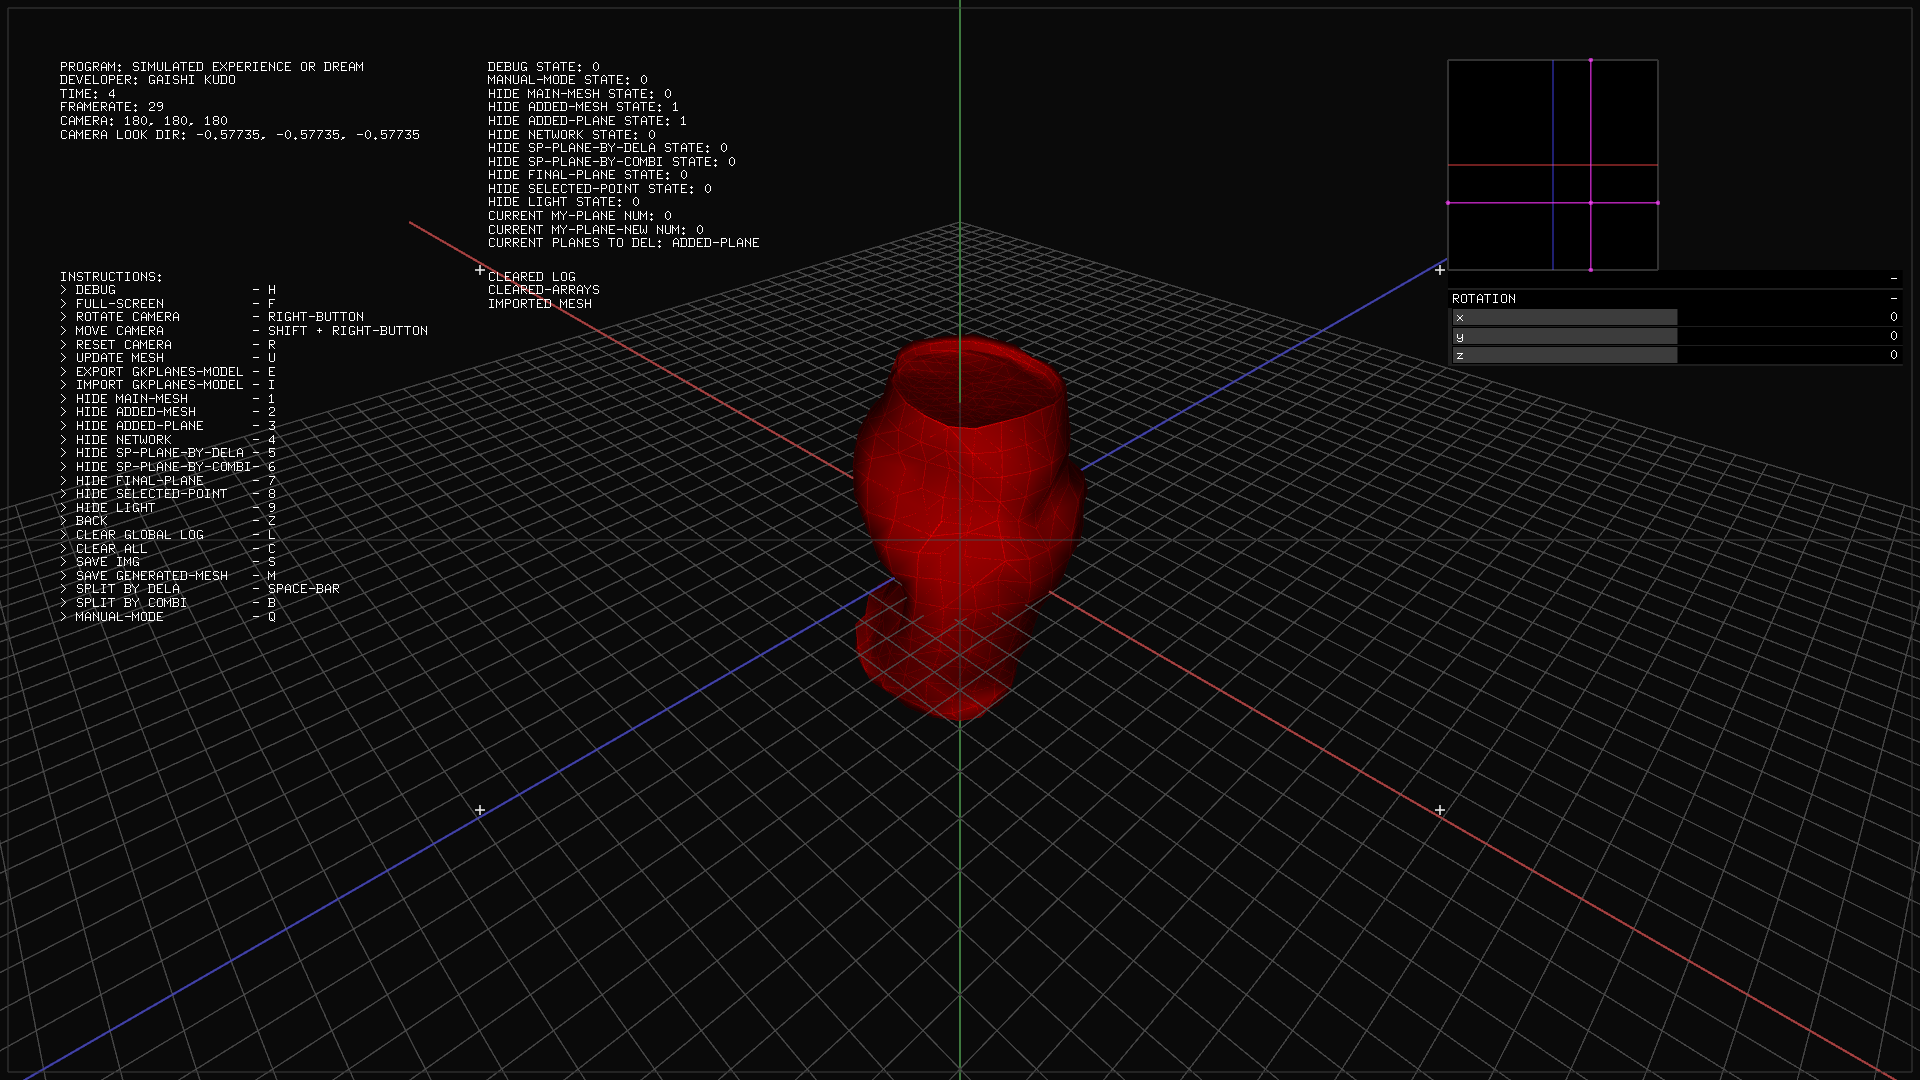 PROGRAM: SIMULATED EXPERIENCE OR DREAM
DEVELOPER: GAISHI KUDO
TIME: 4
FRAMERATE: 29
CAMERA: 180, 180, 180
CAMERA LOOK DIR: -0.57735, -0.57735, -0.57735
INSTRUCTIONS:
> DEBUG - H
> FULL-SCREEN - F
> ROTATE CAMERA - RIGHT-BUTTON
> MOVE CAMERA - SHIFT + RIGHT-BUTTON
> RESET CAMERA - R
> UPDATE MESH - U
> EXPORT GKPLANES-MODEL - E
> IMPORT GKPLANES-MODEL - I
> HIDE MAIN-MESH - 1
> HIDE ADDED-MESH - 2
> HIDE ADDED-PLANE - 3
> HIDE NETWORK - 4
> HIDE SP-PLANE-BY-DELA - 5
> HIDE SP-PLANE-BY-COMBI- 6
> HIDE FINAL-PLANE - 7
> HIDE SELECTED-POINT - 8
> HIDE LIGHT - 9
> BACK - Z
> CLEAR GLOBAL LOG - L
> CLEAR ALL - C
> SAVE IMG - S
> SAVE GENERATED-MESH - M
> SPLIT BY DELA - SPACE-BAR
> SPLIT BY COMBI - B
> MANUAL-MODE - Q
DEBUG STATE: 0
MANUAL-MODE STATE: 0
HIDE MAIN-MESH STATE: 0
HIDE ADDED-MESH STATE: 1
HIDE ADDED-PLANE STATE: 1
HIDE NETWORK STATE: 0
HIDE SP-PLANE-BY-DELA STATE: 0
HIDE SP-PLANE-BY-COMBI STATE: 0
HIDE FINAL-PLANE STATE: 0
HIDE SELECTED-POINT STATE: 0
HIDE LIGHT STATE: 0
CURRENT MY-PLANE NUM: 0
CURRENT MY-PLANE-NEW NUM: 0
CURRENT PLANES TO DEL: ADDED-PLANE
CLEARED LOG
CLEARED-ARRAYS
IMPORTED MESH
-
ROTATION -
x 0
y 0
z 0